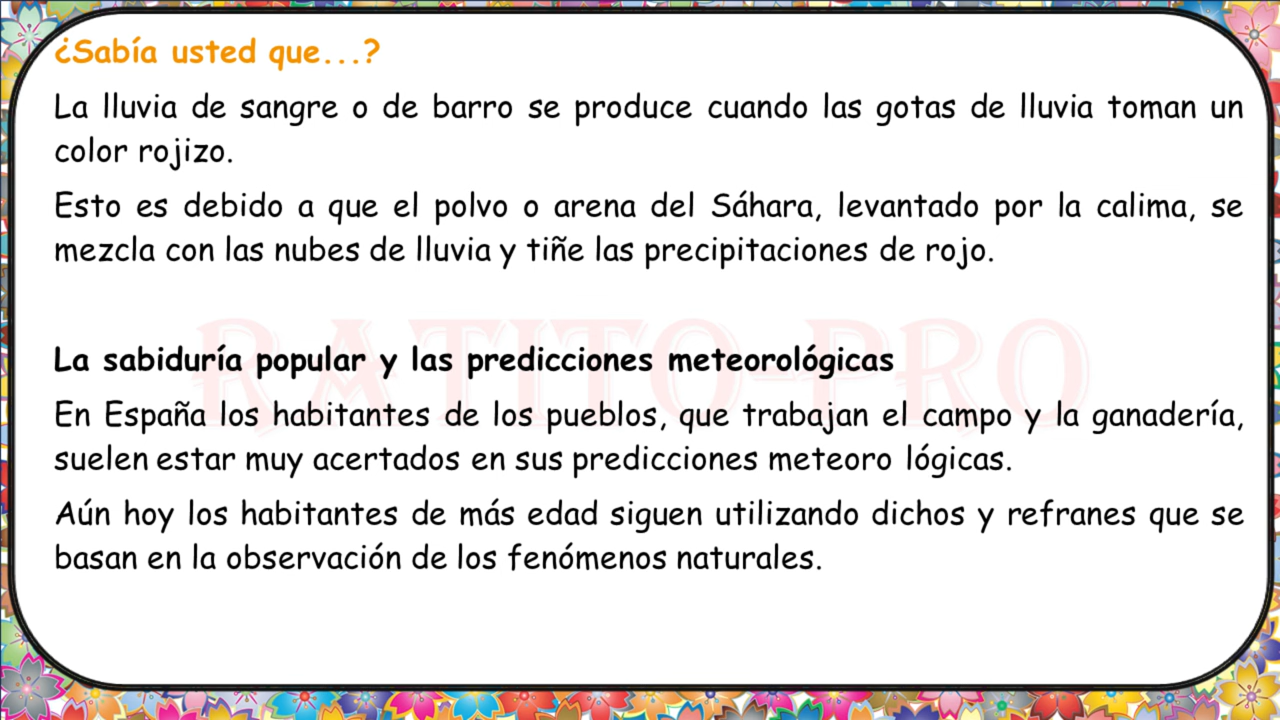 ¿Sabía usted que...?
La lluvia de sangre o de barro se produce cuando las gotas de lluvia toman un
color rojizo.
Esto es debido a que el polvo o arena del Sáhara, levantado por la calima, se
mezcla con las nubes de lluvia y tiñe las precipitaciones de rojo.
RATITO-PRO
La sabiduría popular y las predicciones meteorológicas
En España los habitantes de los pueblos, que trabajan el campo y la ganadería,
suelen estar muy acertados en sus predicciones meteoro lógicas.
Aún hoy los habitantes de más edad siguen utilizando dichos y refranes que se
basan en la observación de los fenómenos naturales.